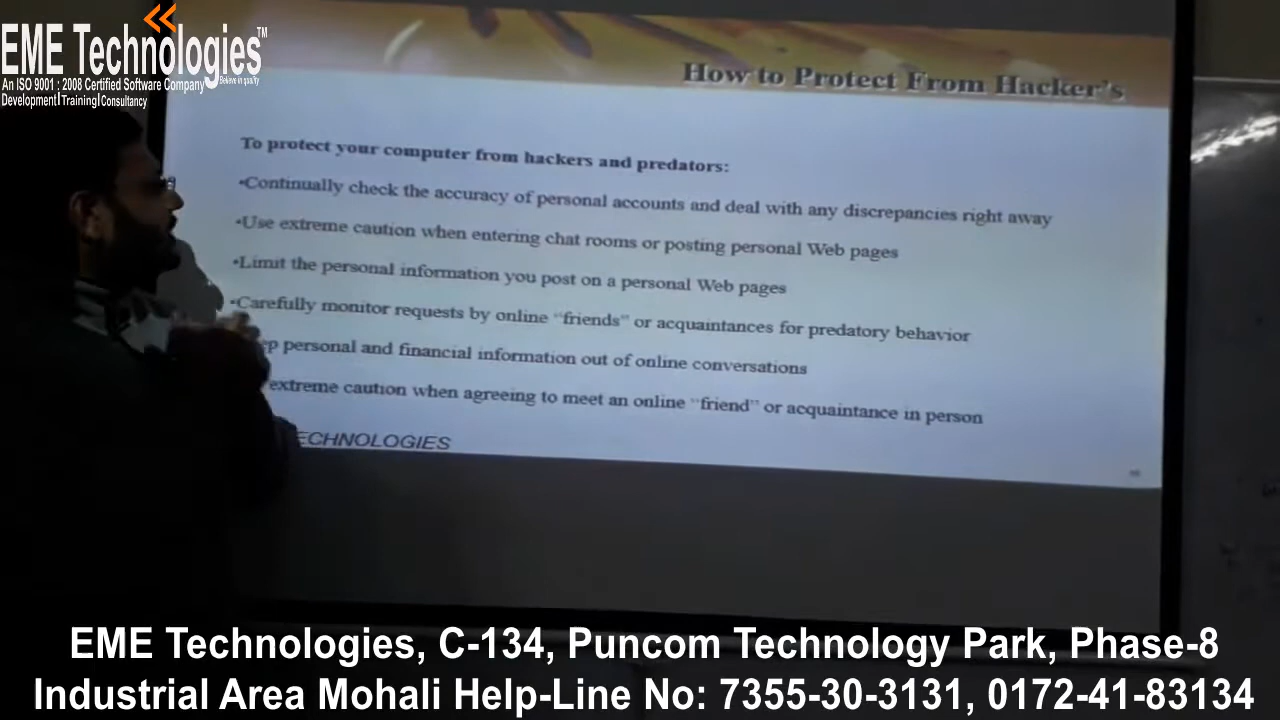 EME Technologies™
Believe in quality
An ISO 9001 : 2008 Certified Software Company
Development|Training|Consultancy
How to Protect From Hacker's
To protect your computer from hackers and predators:
•Continually check the accuracy of personal accounts and deal with any discrepancies right away
•Use extreme caution when entering chat rooms or posting personal Web pages
•Limit the personal information you post on a personal Web pages
•Carefully monitor requests by online “friends” or acquaintances for predatory behavior
personal and financial information out of online conversations
extreme caution when agreeing to meet an online “friend” or acquaintance in person
ECHNOLOGIES
EME Technologies, C-134, Puncom Technology Park, Phase-8
Industrial Area Mohali Help-Line No: 7355-30-3131, 0172-41-83134